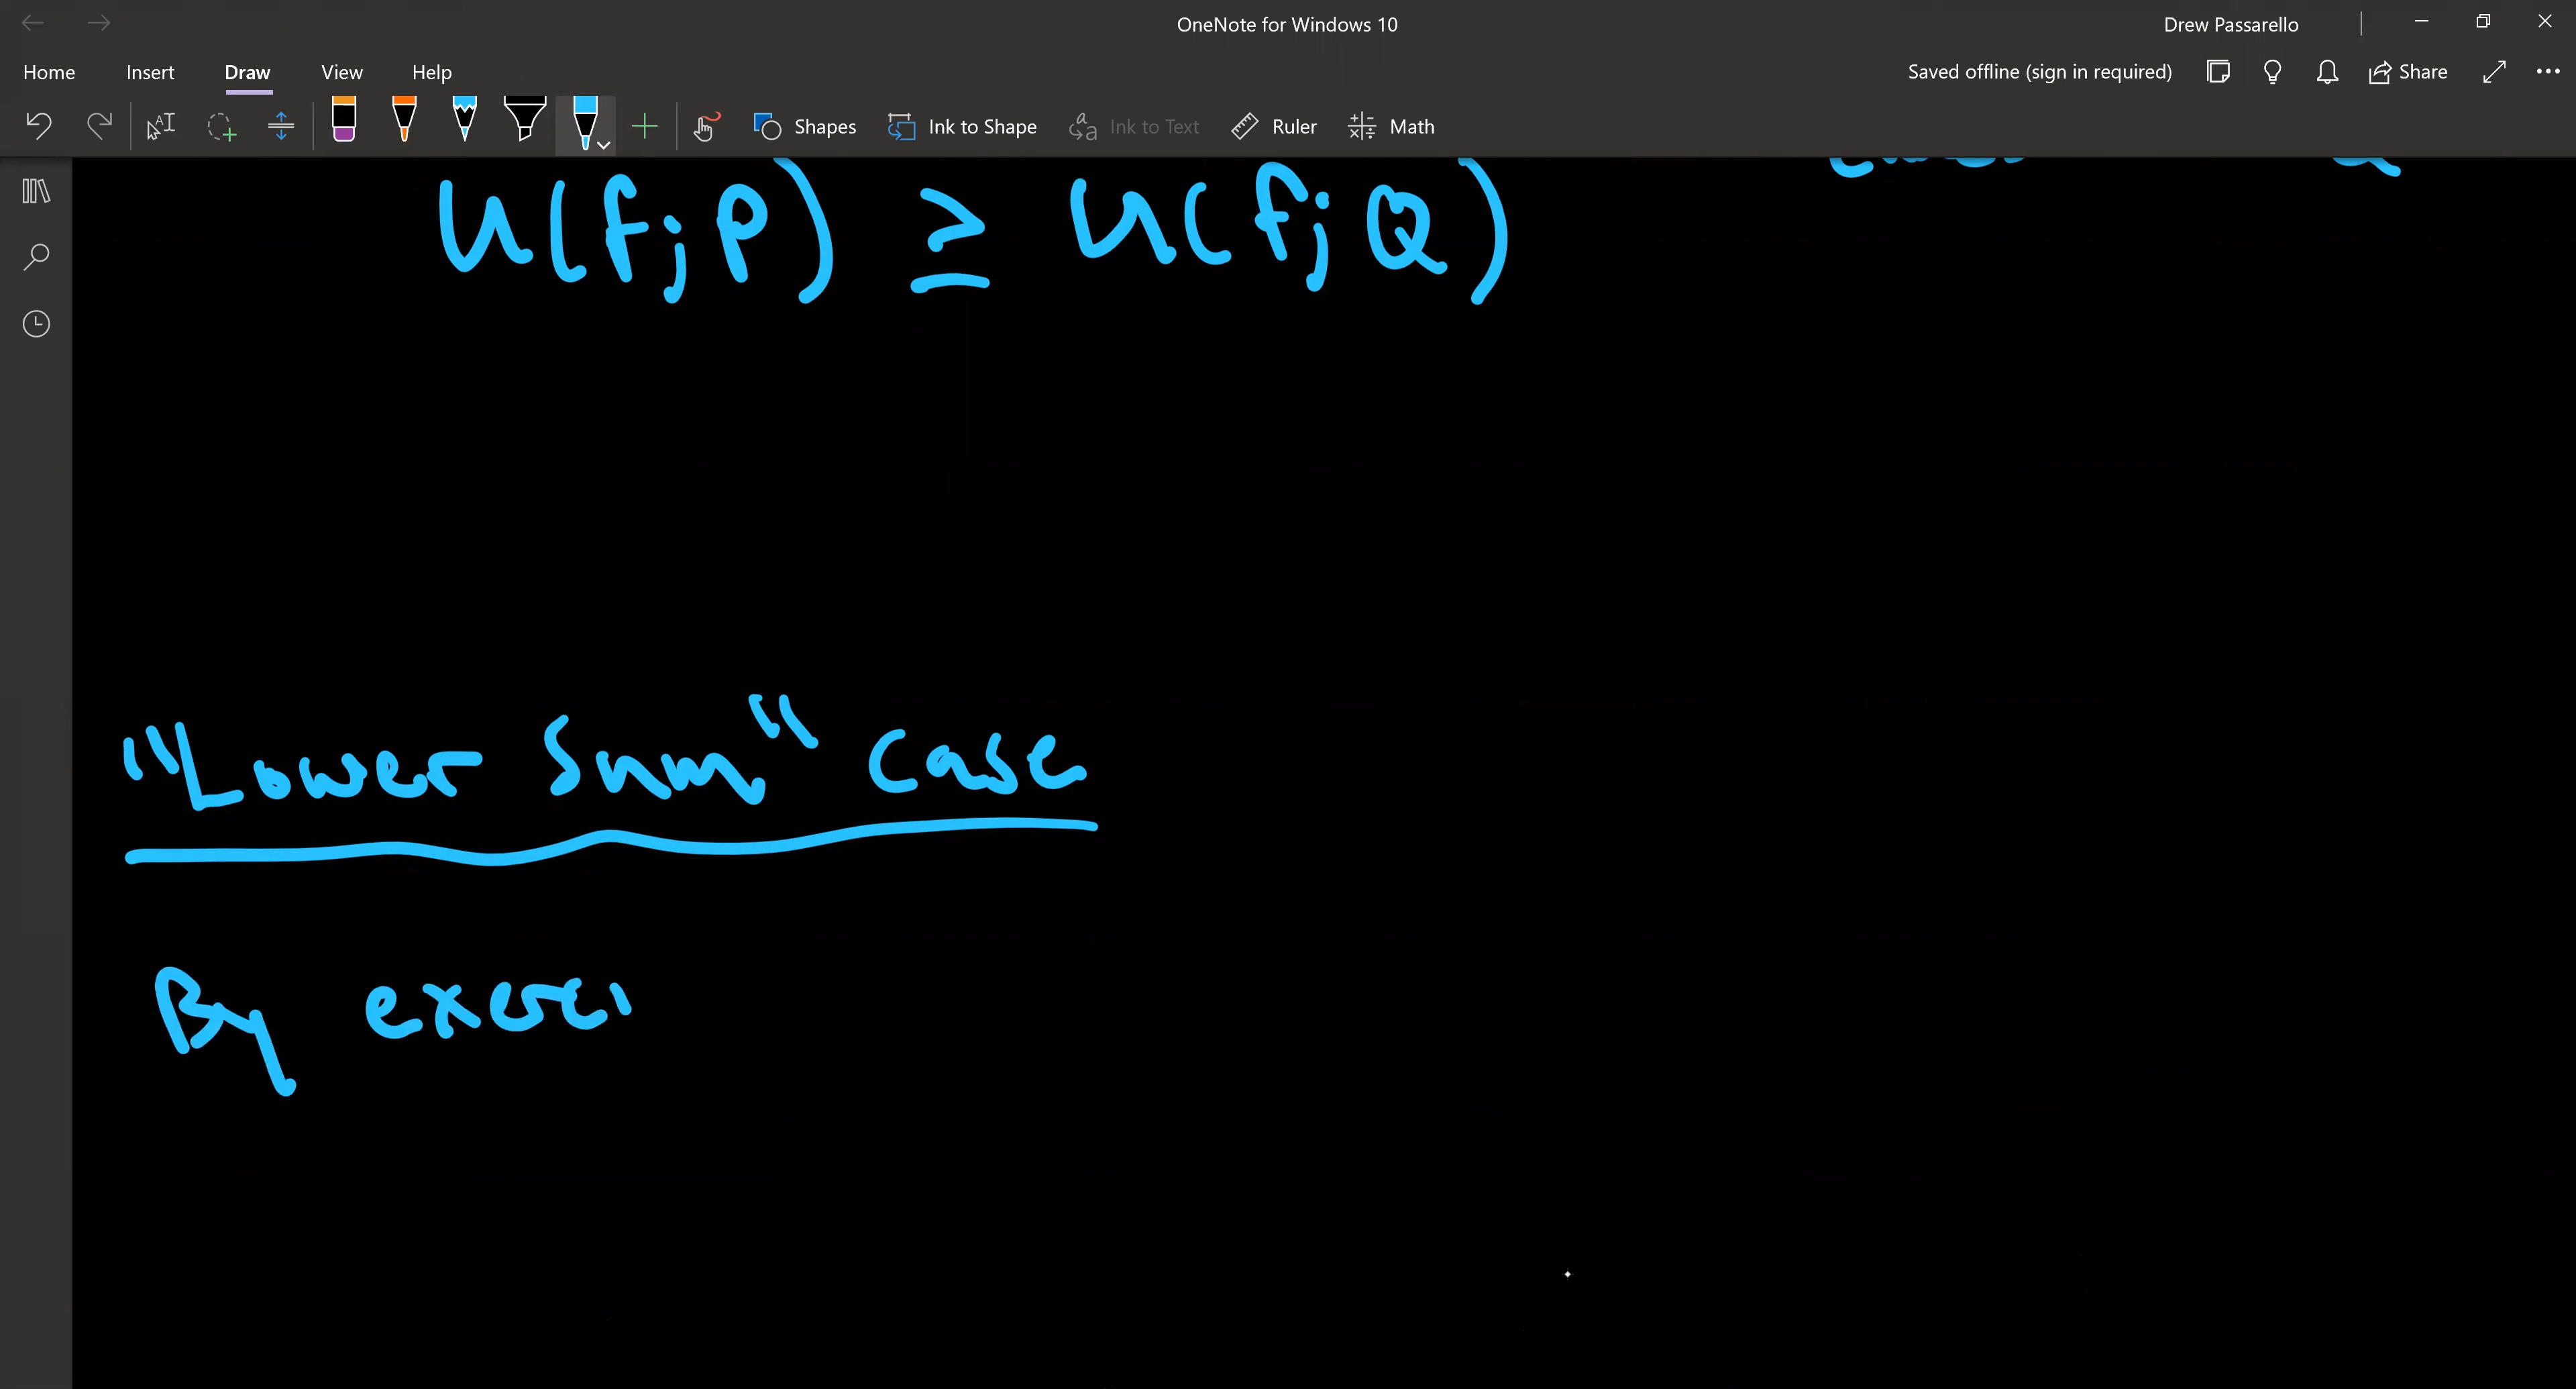 OneNote for Windows 10
Drew Passarello
Home Insert Draw View Help
Saved offline (sign in required) Share
Shapes Ink to Shape Ink to Text Ruler Math
U(f;P) ≥ U(f;Q)
"Lower Sum" Case
By exerci